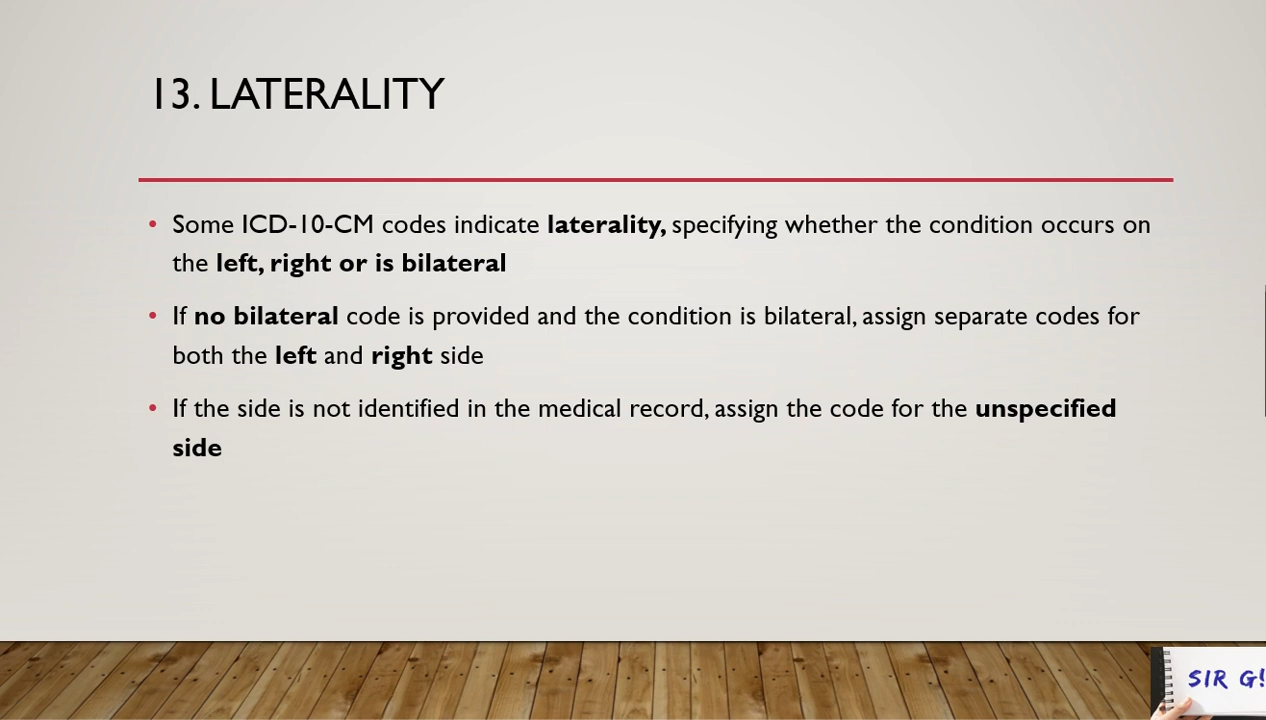 13. LATERALITY
• Some ICD-10-CM codes indicate laterality, specifying whether the condition occurs on
the left, right or is bilateral
• If no bilateral code is provided and the condition is bilateral, assign separate codes for
both the left and right side
• If the side is not identified in the medical record, assign the code for the unspecified
side
SIR G!